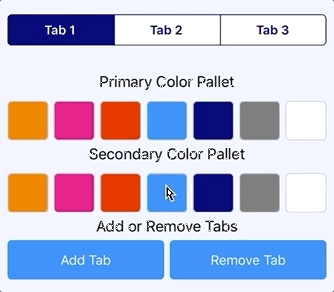 Tab 1 Tab 2 Tab 3
Primary Color Pallet
Secondary Color Pallet
Add or Remove Tabs
Add Tab Remove Tab